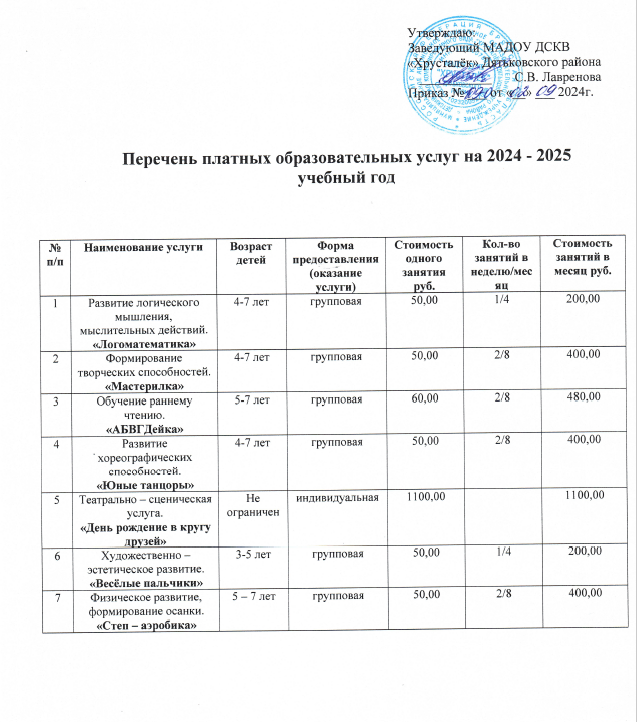 Утверждаю:
Заведующий МАДОУ ДСКВ
«Хрусталёк» Дятьковского района
С.В. Лавренова
Приказ № от « » 09 2024г.
Перечень платных образовательных услуг на 2024 - 2025
учебный год
№ п/п Наименование услуги Возраст детей Форма предоставления (оказание услуги) Стоимость одного занятия руб. Кол-во занятий в неделю/мес яц Стоимость занятий в месяц руб.
1 Развитие логического 4-7 лет групповая 50,00 1/4 200,00
мышления,
мыслительных действий.
«Логоматематика»
2 Формирование 4-7 лет групповая 50,00 2/8 400,00
творческих способностей.
«Мастерилка»
3 Обучение раннему 5-7 лет групповая 60,00 2/8 480,00
чтению.
«АБВГДейка»
4 Развитие 4-7 лет групповая 50,00 2/8 400,00
хореографических
способностей.
«Юные танцоры»
5 Театрально – сценическая Не индивидуальная 1100,00 1100,00
услуга. ограничен
«День рождение в кругу
друзей»
6 Художественно – 3-5 лет групповая 50,00 1/4 200,00
эстетическое развитие.
«Весёлые пальчики»
7 Физическое развитие, 5 – 7 лет групповая 50,00 2/8 400,00
формирование осанки.
«Степ – аэробика»